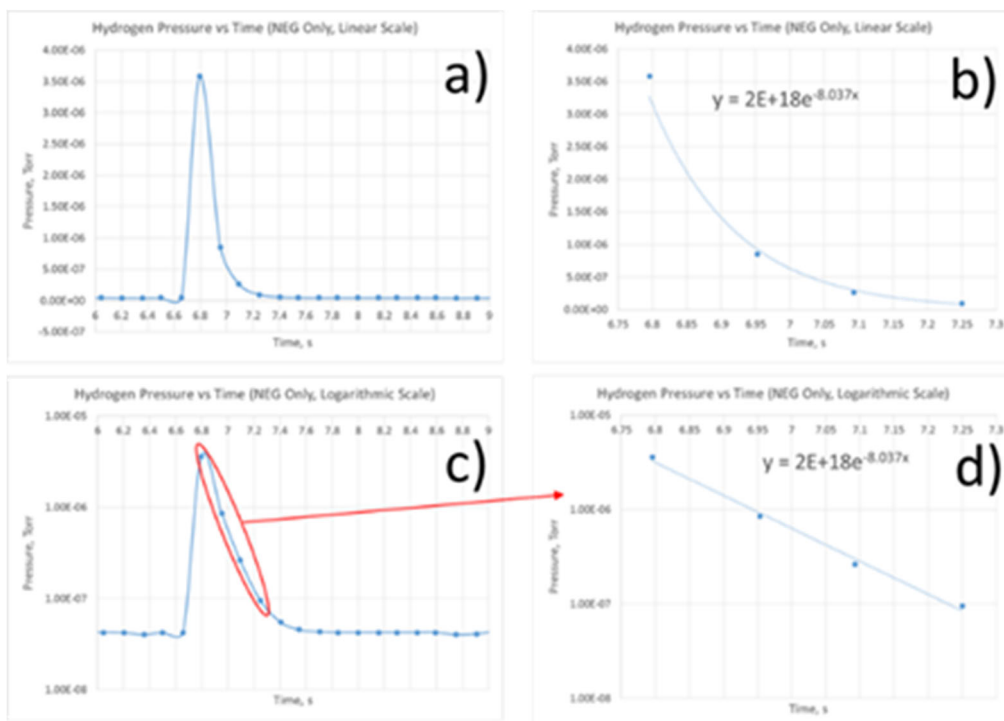 Hydrogen Pressure vs Time (NEG Only, Linear Scale)
a)
4.00E-06
3.50E-06
3.00E-06
2.50E-06
2.00E-06
1.50E-06
1.00E-06
5.00E-07
0.00E+00
-5.00E-07
Pressure, Torr
6 6.2 6.4 6.6 6.8 7 7.2 7.4 7.6 7.8 8 8.2 8.4 8.6 8.8 9
Time, s
Hydrogen Pressure vs Time (NEG Only, Linear Scale)
b)
y = 2E+18e^-8.037x
4.00E-06
3.50E-06
3.00E-06
2.50E-06
2.00E-06
1.50E-06
1.00E-06
5.00E-07
0.00E+00
Pressure, Torr
6.75 6.8 6.85 6.9 6.95 7 7.05 7.1 7.15 7.2 7.25 7.3
Time, s
Hydrogen Pressure vs Time (NEG Only, Logarithmic Scale)
c)
1.00E-05
6 6.2 6.4 6.6 6.8 7 7.2 7.4 7.6 7.8 8 8.2 8.4 8.6 8.8 9
1.00E-06
1.00E-07
1.00E-08
Pressure, Torr
Time, s
Hydrogen Pressure vs Time (NEG Only, Logarithmic Scale)
d)
1.00E-05
6.75 6.8 6.85 6.9 6.95 7 7.05 7.1 7.15 7.2 7.25 7.3
y = 2E+18e^-8.037x
1.00E-06
1.00E-07
1.00E-08
Pressure, Torr
Time, s